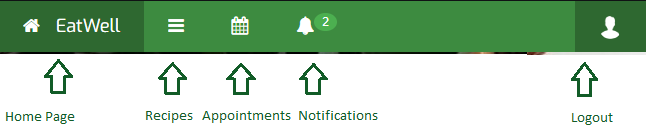 EatWell
2
Home Page
Recipes
Appointments
Notifications
Logout